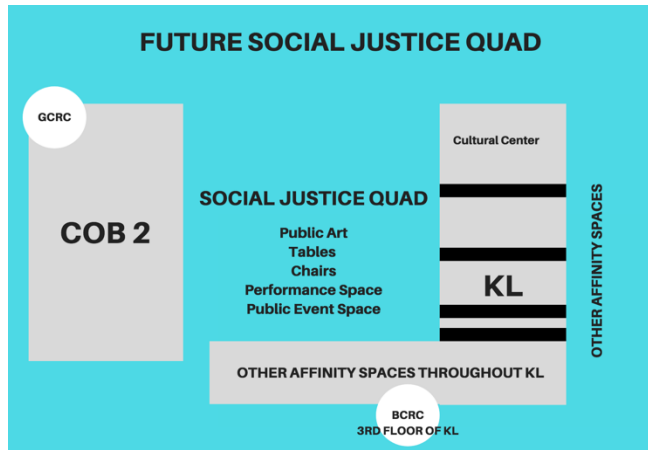 FUTURE SOCIAL JUSTICE QUAD
GCRC
COB 2
SOCIAL JUSTICE QUAD
Public Art
Tables
Chairs
Performance Space
Public Event Space
Cultural Center
KL
OTHER AFFINITY SPACES
OTHER AFFINITY SPACES THROUGHOUT KL
BCRC
3RD FLOOR OF KL